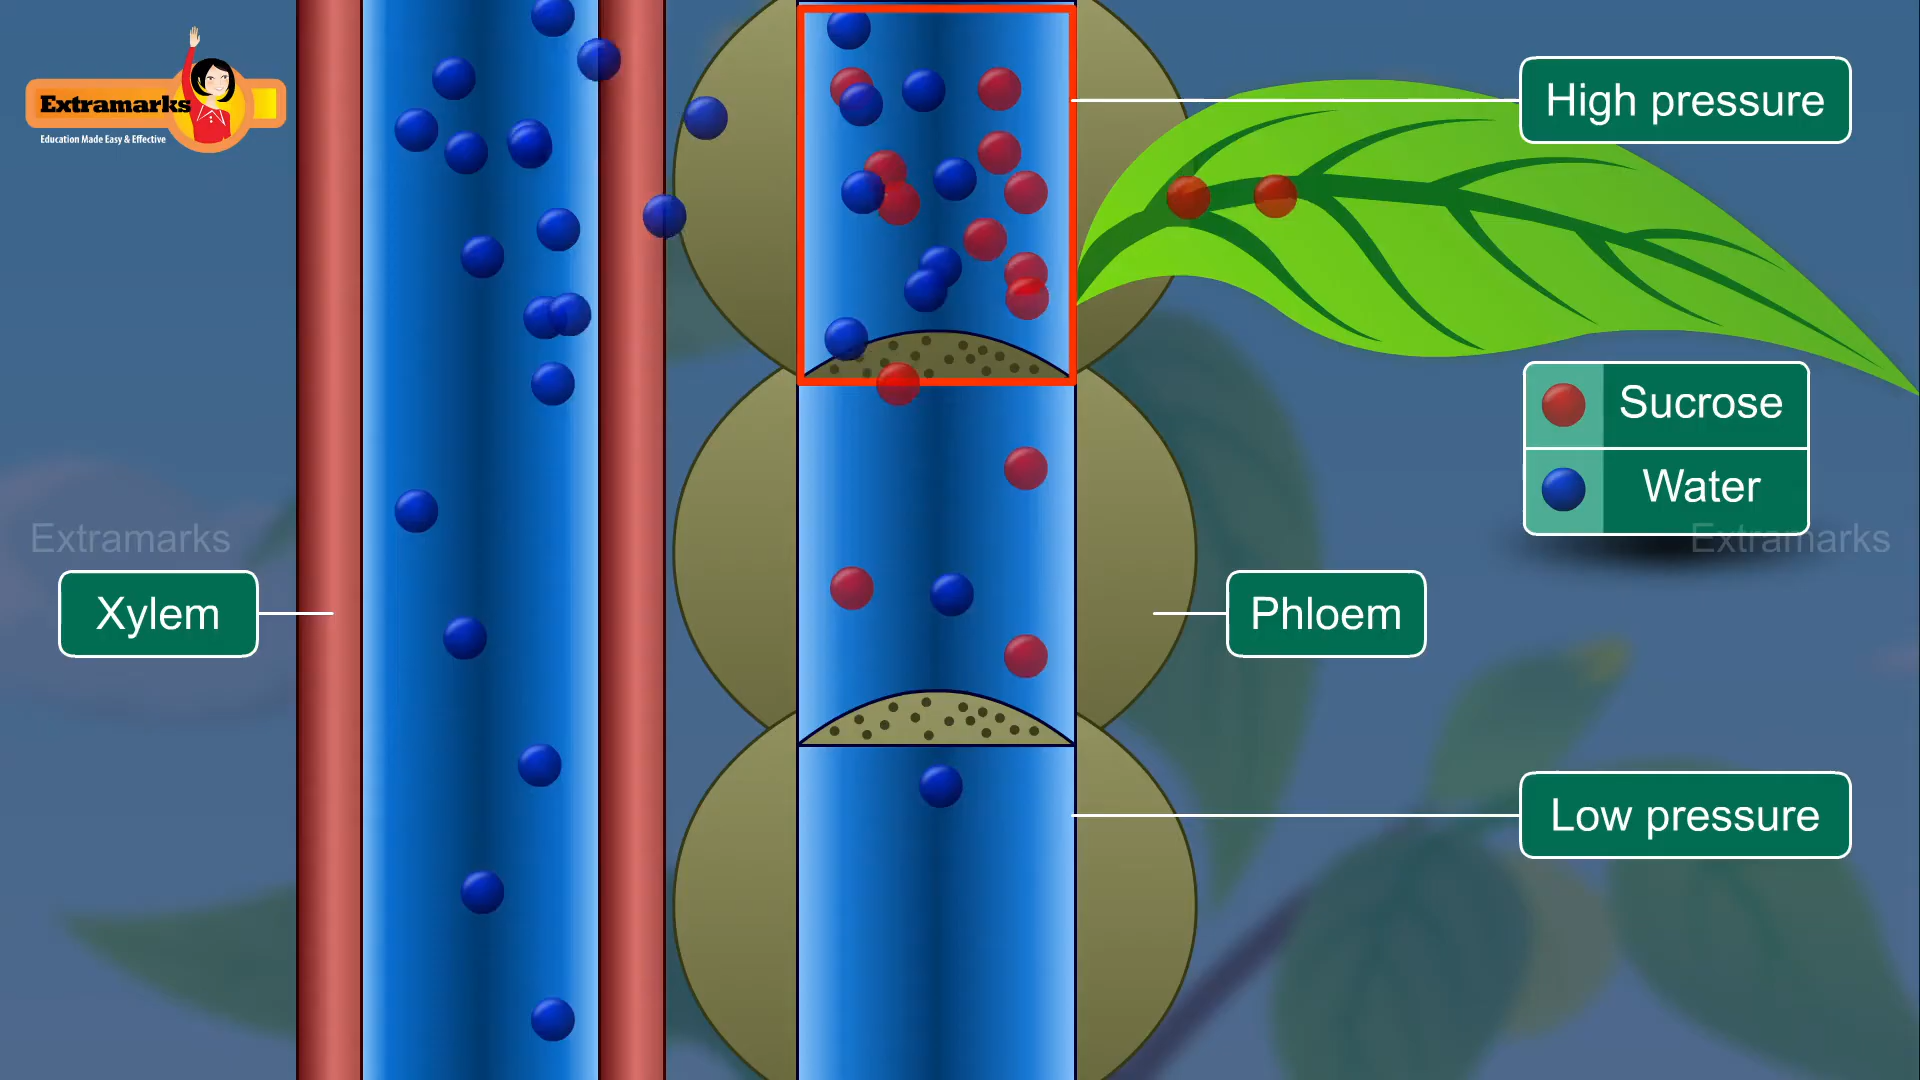 Extramarks
Education Made Easy & Effective
High pressure
Sucrose
Water
Extramarks
Extramarks
Xylem
Phloem
Low pressure